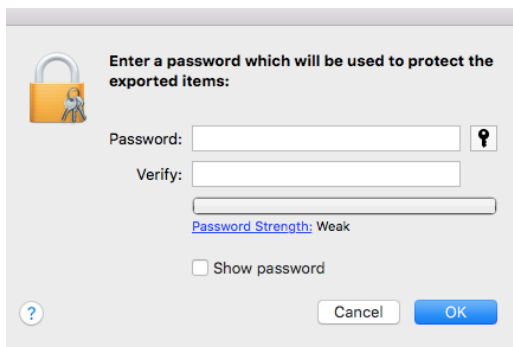 Enter a password which will be used to protect the
exported items:
Password:
Verify:
Password Strength: Weak
Show password
?
Cancel
OK